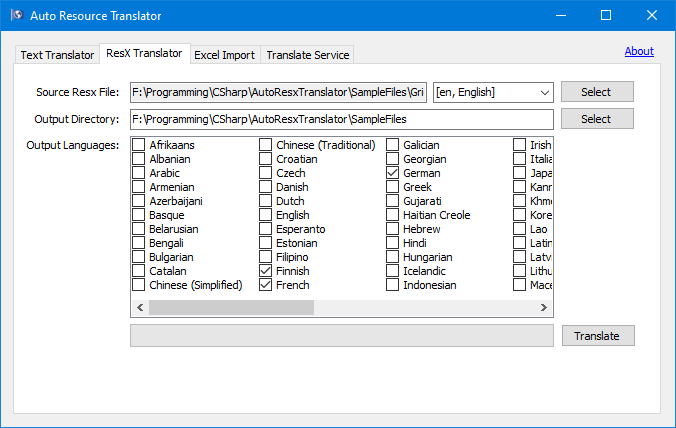 Auto Resource Translator
Text Translator ResX Translator Excel Import Translate Service About
Source Resx File: F:\Programming\CSharp\AutoResxTranslator\SampleFiles\Gri [en, English] Select
Output Directory: F:\Programming\CSharp\AutoResxTranslator\SampleFiles Select
Output Languages: Afrikaans Chinese (Traditional) Galician Irish
Albanian Croatian Georgian Italia
Arabic Czech German Japa
Armenian Danish Greek Kann
Azerbaijani Dutch Gujarati Khme
Basque English Haitian Creole Kore
Belarusian Esperanto Hebrew Lao
Bengali Estonian Hindi Latin
Bulgarian Filipino Hungarian Latv
Catalan Finnish Icelandic Lithu
Chinese (Simplified) French Indonesian Mace
Translate